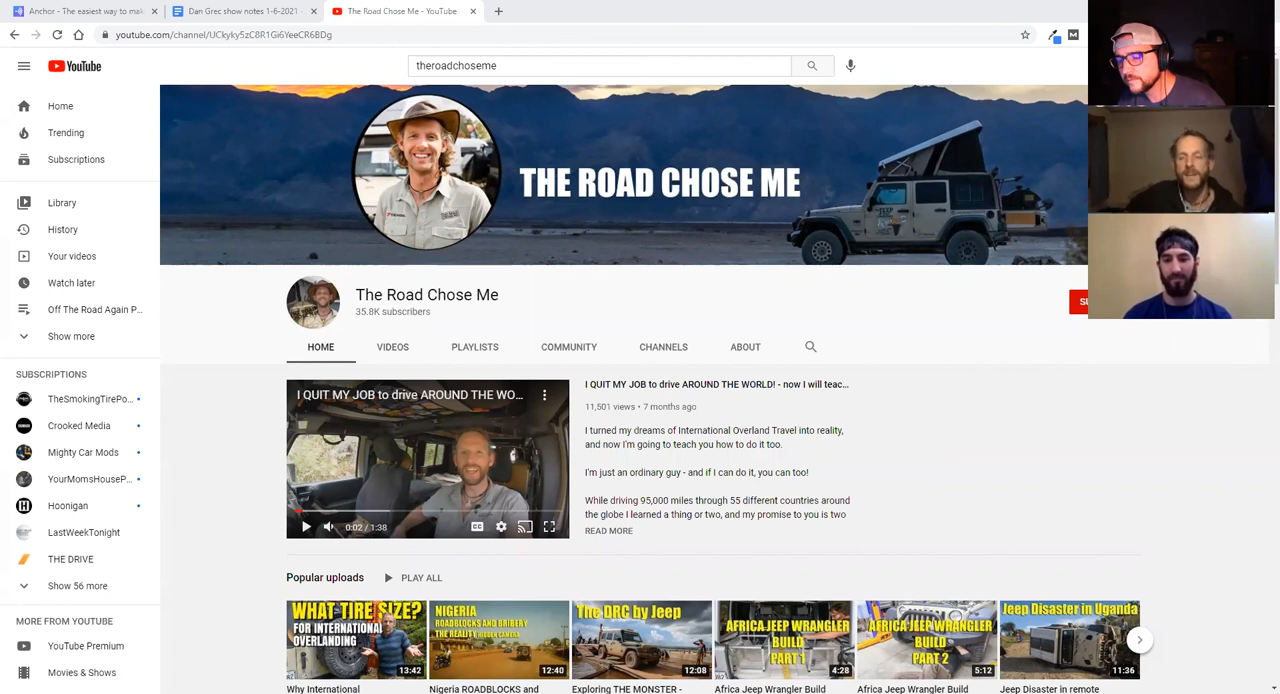 Anchor - The easiest way to mak
Dan Grec show notes 1-6-2021 -
The Road Chose Me - YouTube
youtube.com/channel/UCkyky5zC8R1Gi6YeeCR6BDg
YouTube
theroadchoseme
Home
Trending
Subscriptions
Library
History
Your videos
Watch later
Off The Road Again P...
Show more
SUBSCRIPTIONS
TheSmokingTirePo...
Crooked Media
Mighty Car Mods
YourMomsHouseP...
Hoonigan
LastWeekTonight
THE DRIVE
Show 56 more
MORE FROM YOUTUBE
YouTube Premium
Movies & Shows
THE ROAD CHOSE ME
The Road Chose Me
35.8K subscribers
SU
HOME VIDEOS PLAYLISTS COMMUNITY CHANNELS ABOUT
I QUIT MY JOB to drive AROUND THE WO...
0:02 / 1:38
I QUIT MY JOB to drive AROUND THE WORLD! - now I will teac...
11,501 views • 7 months ago
I turned my dreams of International Overland Travel into reality,
and now I'm going to teach you how to do it too.
I'm just an ordinary guy - and if I can do it, you can too!
While driving 95,000 miles through 55 different countries around
the globe I learned a thing or two, and my promise to you is two
READ MORE
Popular uploads PLAY ALL
WHAT TIRE SIZE?
FOR INTERNATIONAL
OVERLANDING
13:42
Why International
NIGERIA
ROADBLOCKS AND BRIBERY
THE REALITY HIDDEN CAMERA
12:40
Nigeria ROADBLOCKS and
The DRC by Jeep
12:08
Exploring THE MONSTER -
AFRICA JEEP WRANGLER
BUILD
PART 1
4:28
Africa Jeep Wrangler Build
AFRICA JEEP WRANGLER
BUILD
PART 2
5:12
Africa Jeep Wrangler Build
Jeep Disaster in Uganda
11:36
Jeep Disaster in remote